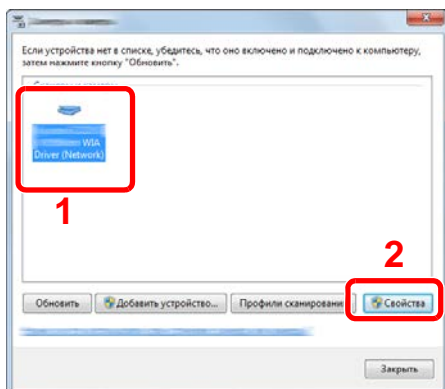 Если устройства нет в списке, убедитесь, что оно включено и подключено к компьютеру,
затем нажмите кнопку "Обновить".
WIA
Driver (Network)
1
2
Обновить
Добавить устройство...
Профили сканировани
Свойства
Закрыть